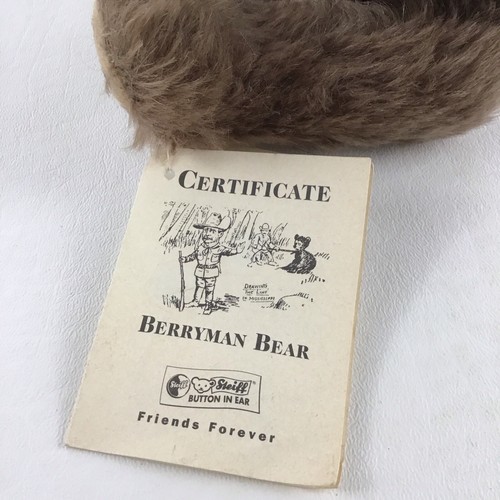 CERTIFICATE
DRAWING
THE LINE
IN MISSISSIPPI
BERRYMAN BEAR
Steiff Steiff
BUTTON IN EAR
Friends Forever